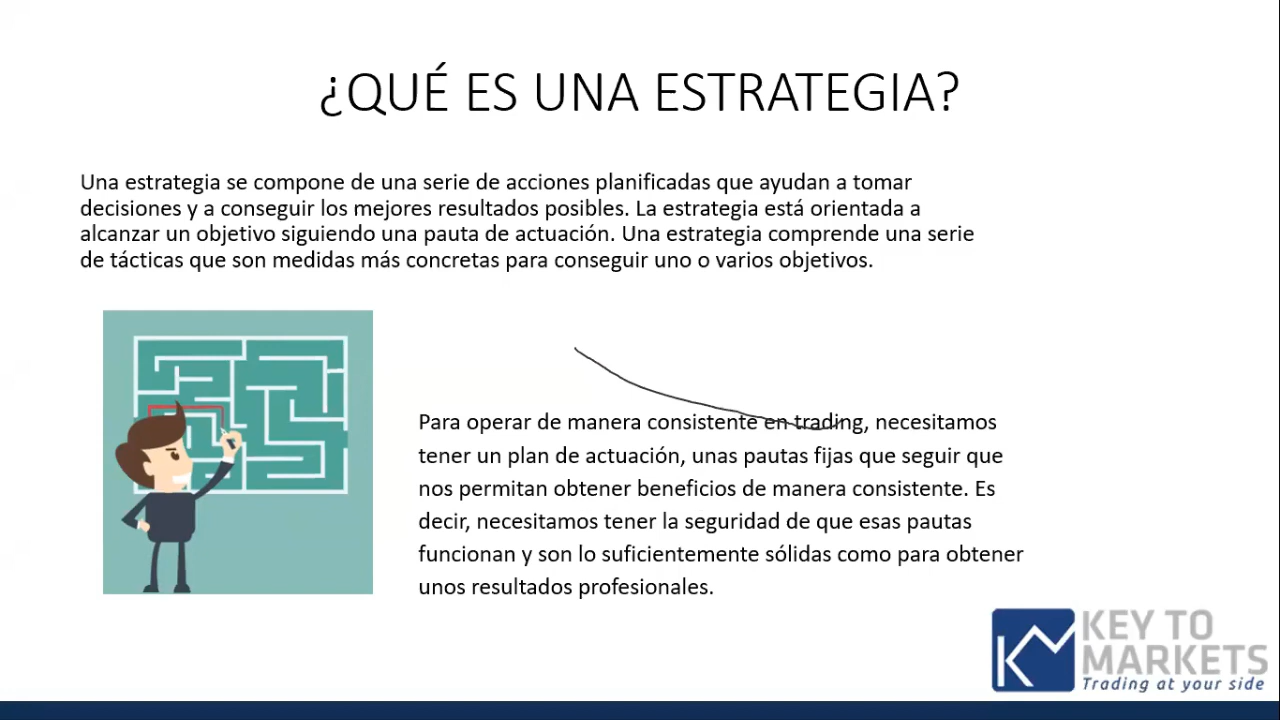 ¿QUÉ ES UNA ESTRATEGIA?
Una estrategia se compone de una serie de acciones planificadas que ayudan a tomar
decisiones y a conseguir los mejores resultados posibles. La estrategia está orientada a
alcanzar un objetivo siguiendo una pauta de actuación. Una estrategia comprende una serie
de tácticas que son medidas más concretas para conseguir uno o varios objetivos.
Para operar de manera consistente en trading, necesitamos
tener un plan de actuación, unas pautas fijas que seguir que
nos permitan obtener beneficios de manera consistente. Es
decir, necesitamos tener la seguridad de que esas pautas
funcionan y son lo suficientemente sólidas como para obtener
unos resultados profesionales.
KEY TO
MARKETS
Trading at your side